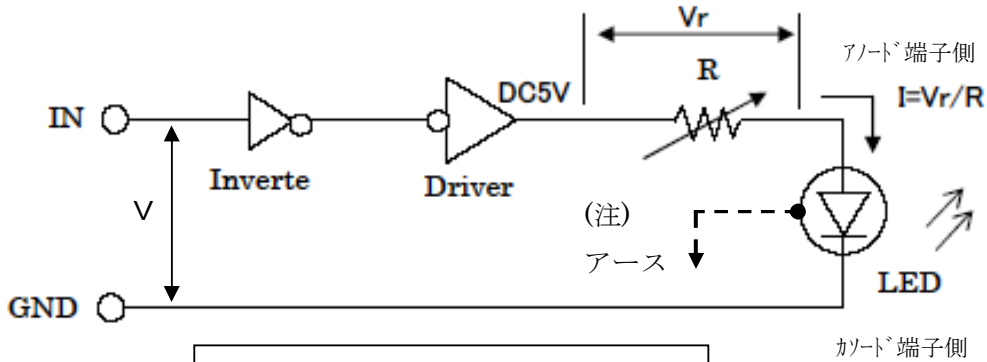 Vr
アノード端子側
R
DC5V
I=Vr/R
IN
Inverte
Driver
V
(注)
アース
LED
GND
カソード端子側